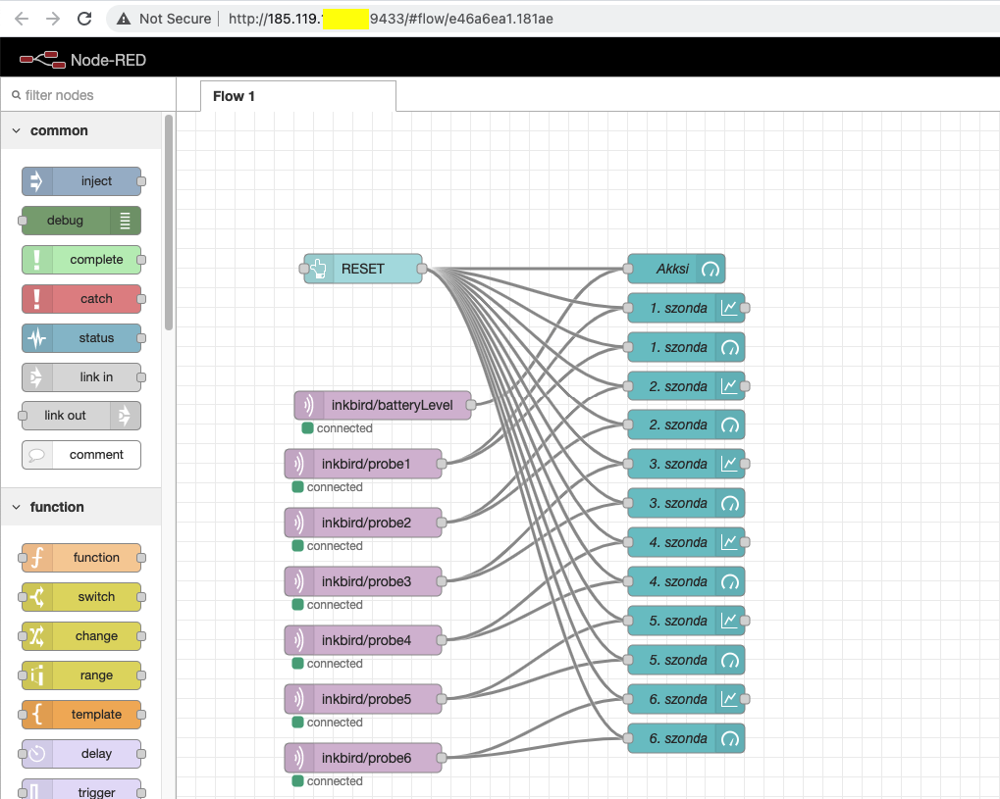 Not Secure | http://185.119. 9433/#flow/e46a6ea1.181ae
Node-RED
filter nodes
Flow 1
common
inject
debug
complete
catch
status
link in
link out
comment
function
function
switch
change
range
template
delay
trigger
RESET
inkbird/batteryLevel
connected
inkbird/probe1
connected
inkbird/probe2
connected
inkbird/probe3
connected
inkbird/probe4
connected
inkbird/probe5
connected
inkbird/probe6
connected
Akksi
1. szonda
1. szonda
2. szonda
2. szonda
3. szonda
3. szonda
4. szonda
4. szonda
5. szonda
5. szonda
6. szonda
6. szonda